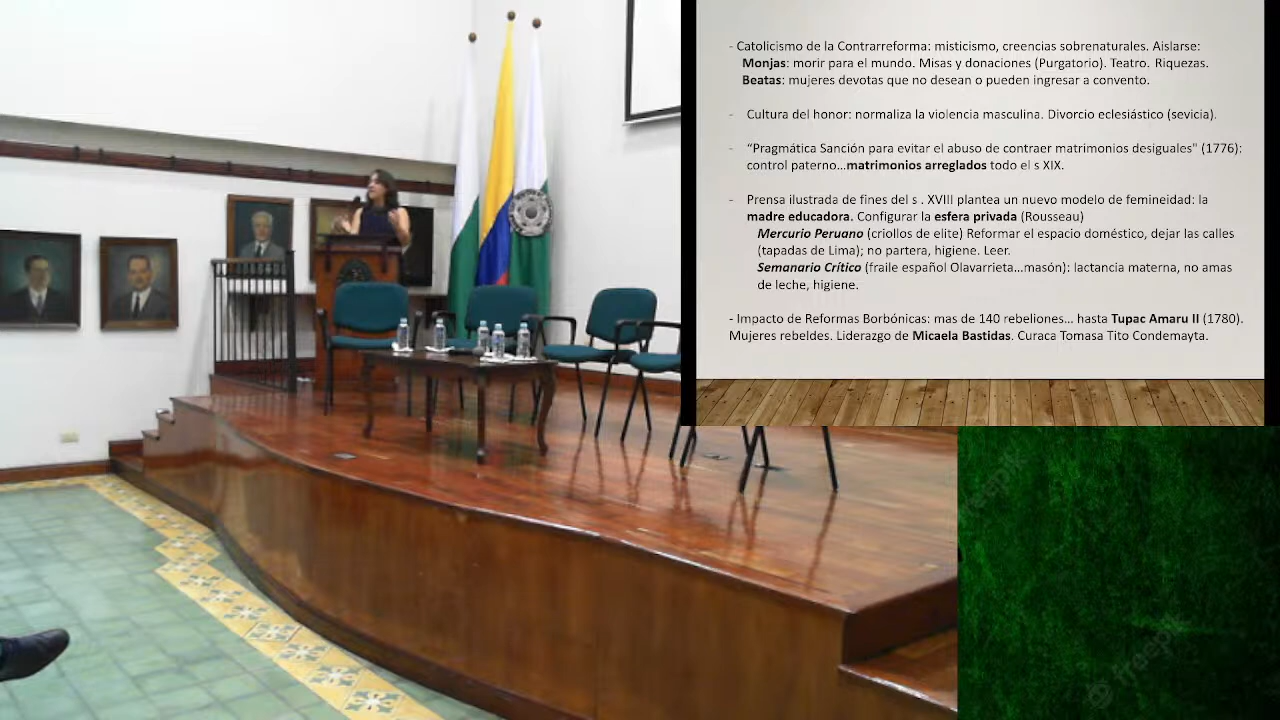 - Catolicismo de la Contrarreforma: misticismo, creencias sobrenaturales. Aislarse:
Monjas: morir para el mundo. Misas y donaciones (Purgatorio). Teatro. Riquezas.
Beatas: mujeres devotas que no desean o pueden ingresar a convento.
- Cultura del honor: normaliza la violencia masculina. Divorcio eclesiástico (sevicia).
- “Pragmática Sanción para evitar el abuso de contraer matrimonios desiguales" (1776):
control paterno…matrimonios arreglados todo el s XIX.
- Prensa ilustrada de fines del s . XVIII plantea un nuevo modelo de femineidad: la
madre educadora. Configurar la esfera privada (Rousseau)
Mercurio Peruano (criollos de elite) Reformar el espacio doméstico, dejar las calles
(tapadas de Lima); no partera, higiene. Leer.
Semanario Crítico (fraile español Olavarrieta…masón): lactancia materna, no amas
de leche, higiene.
- Impacto de Reformas Borbónicas: mas de 140 rebeliones… hasta Tupac Amaru II (1780).
Mujeres rebeldes. Liderazgo de Micaela Bastidas. Curaca Tomasa Tito Condemayta.
freepik
freepik